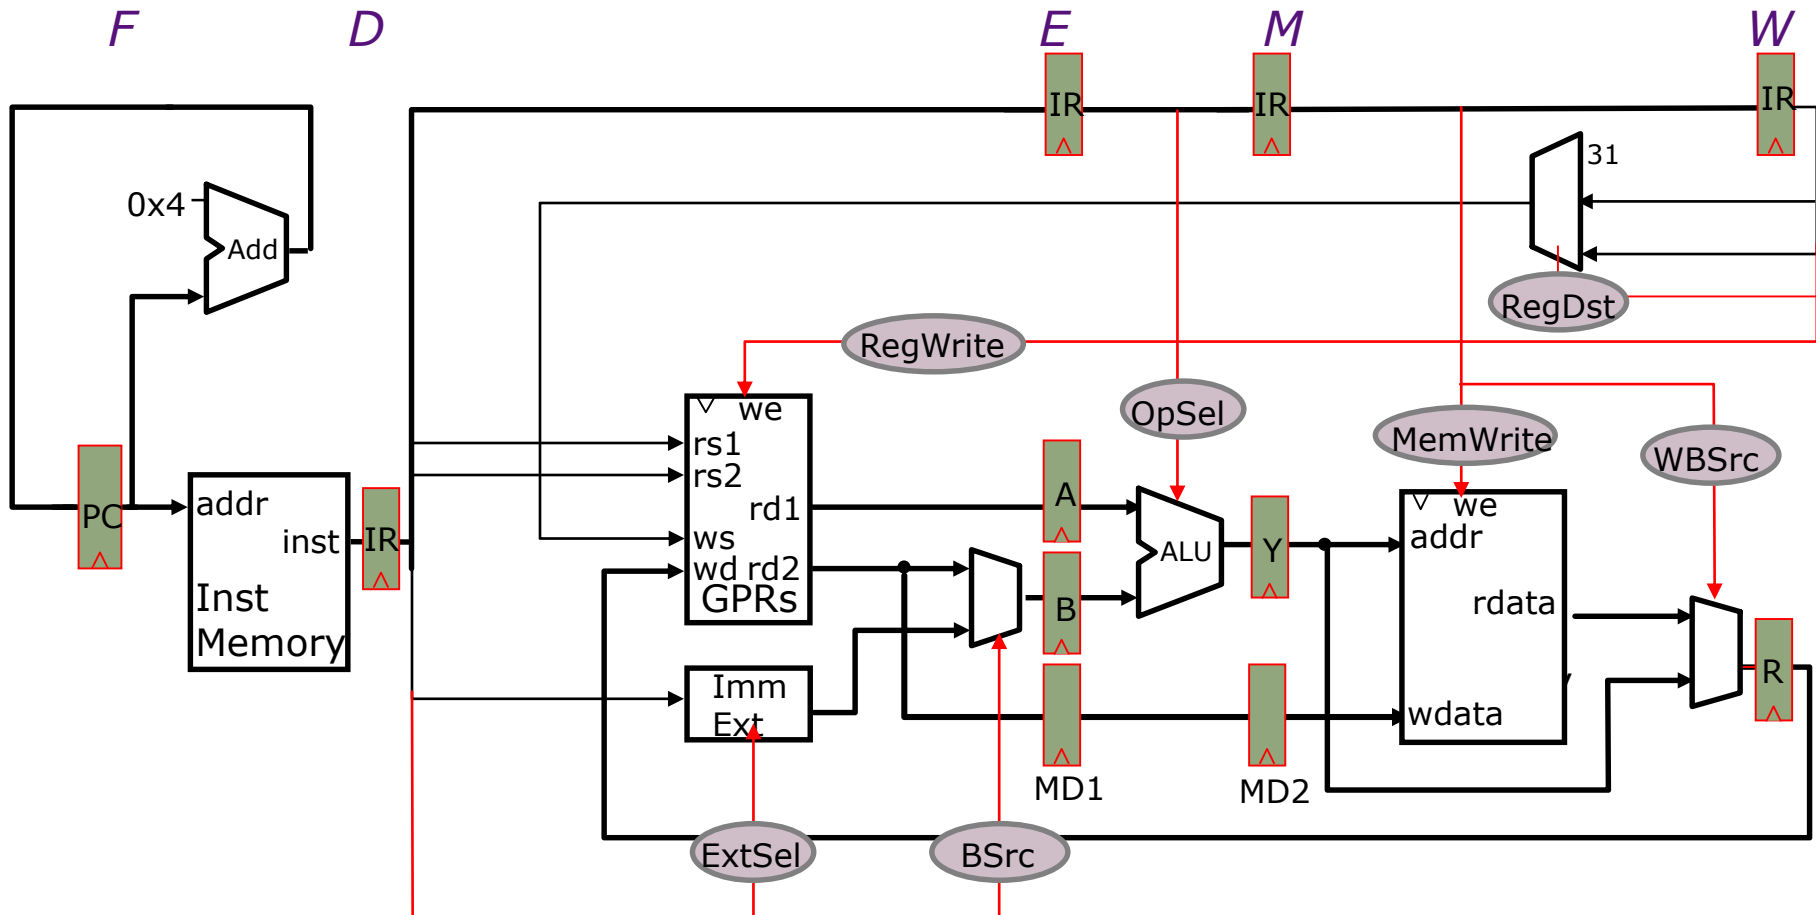 F D E M W
IR IR IR
31
0x4
Add
RegDst
RegWrite
we
OpSel
MemWrite
WBSrc
rs1
rs2
rd1
ws
wd rd2
GPRs
PC
addr
inst
Inst
Memory
IR
A
B
ALU
Y
we
addr
rdata
wdata
R
Imm
Ext
MD1
MD2
ExtSel
BSrc